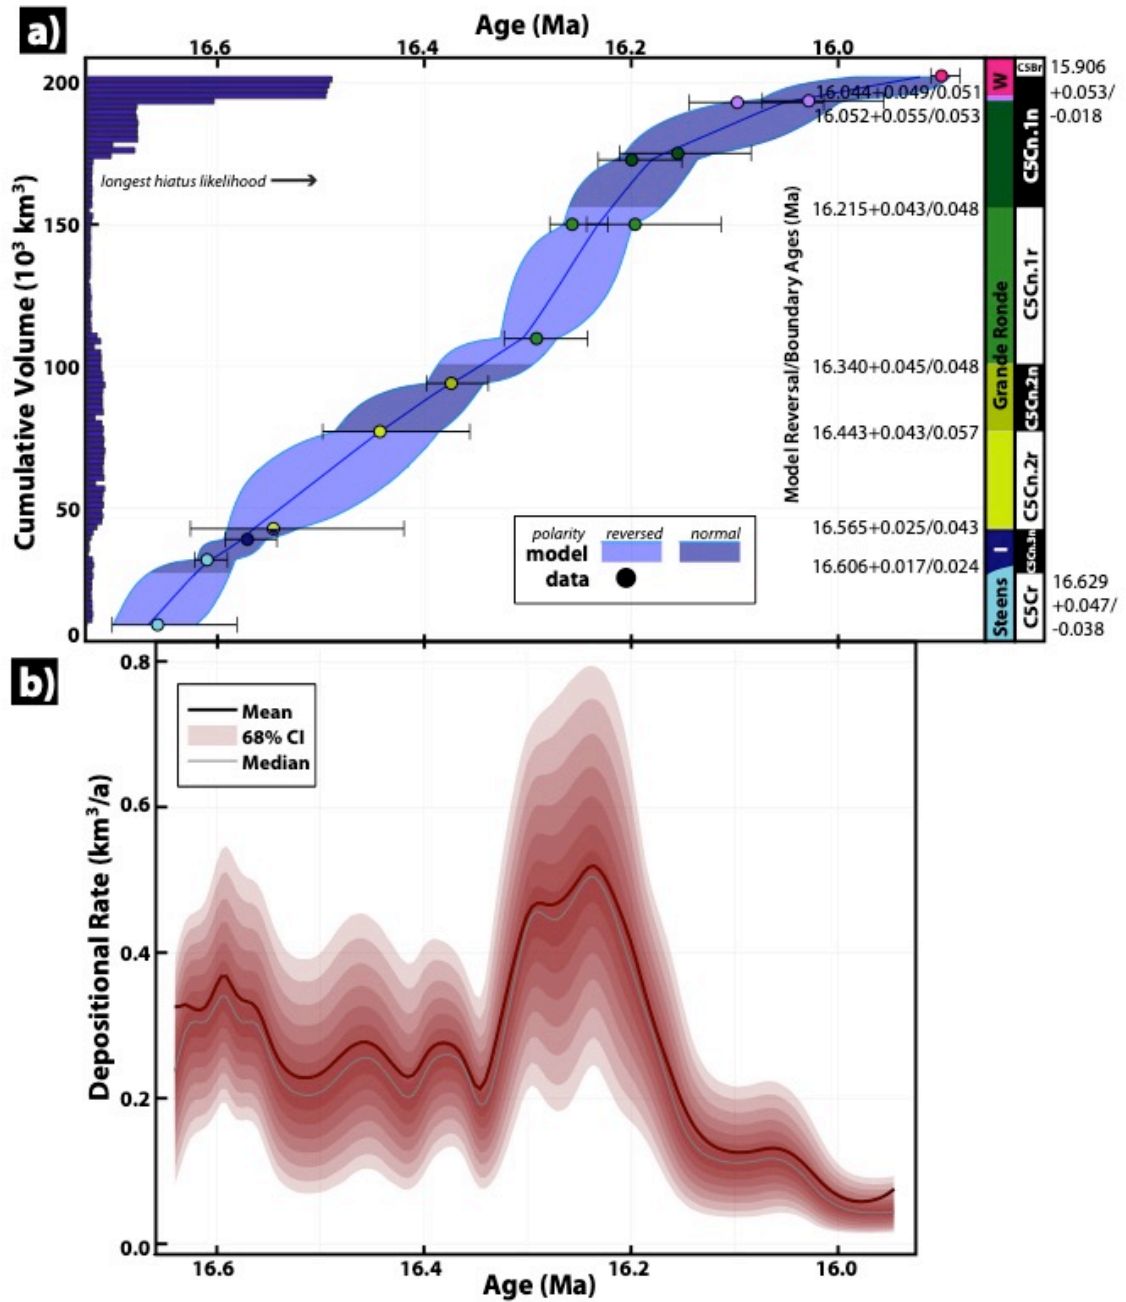 a)
Age (Ma)
16.6 16.4 16.2 16.0
200
150
100
50
0
Cumulative Volume (10³ km³)
longest hiatus likelihood
Model Reversal/Boundary Ages (Ma)
16.044+0.049/0.051
16.052+0.055/0.053
16.215+0.043/0.048
16.340+0.045/0.048
16.443+0.043/0.057
16.565+0.025/0.043
16.606+0.017/0.024
polarity reversed normal
model
data
W
Grande Ronde
I
Steens
C5Br
C5Cn.1n
C5Cn.1r
C5Cn.2n
C5Cn.2r
C5Cn.3n
C5Cr
15.906
+0.053/
-0.018
16.629
+0.047/
-0.038
b)
0.8
0.6
0.4
0.2
0.0
Depositional Rate (km³/a)
Mean
68% CI
Median
16.6 16.4 16.2 16.0
Age (Ma)